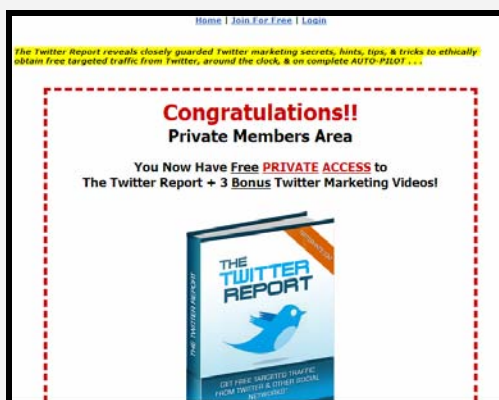 Home | Join For Free | Login
The Twitter Report reveals closely guarded Twitter marketing secrets, hints, tips, & tricks to ethically
obtain free targeted traffic from Twitter, around the clock, & on complete AUTO-PILOT . . .
Congratulations!!
Private Members Area
You Now Have Free PRIVATE ACCESS to
The Twitter Report + 3 Bonus Twitter Marketing Videos!
THE
TWITTER
REPORT
THE TWITTER REPORT
GET FREE TARGETED TRAFFIC
FROM TWITTER & OTHER SOCIAL
NETWORKS"